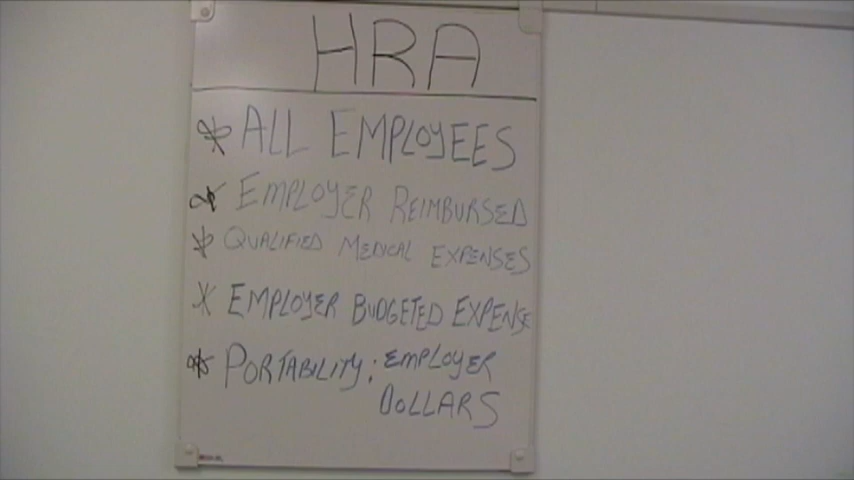 HRA
* ALL EMPLOYEES
* EMPLOYER REIMBURSED
* QUALIFIED MEDICAL EXPENSES
* EMPLOYER BUDGETED EXPENSE
* PORTABILITY: EMPLOYER
DOLLARS